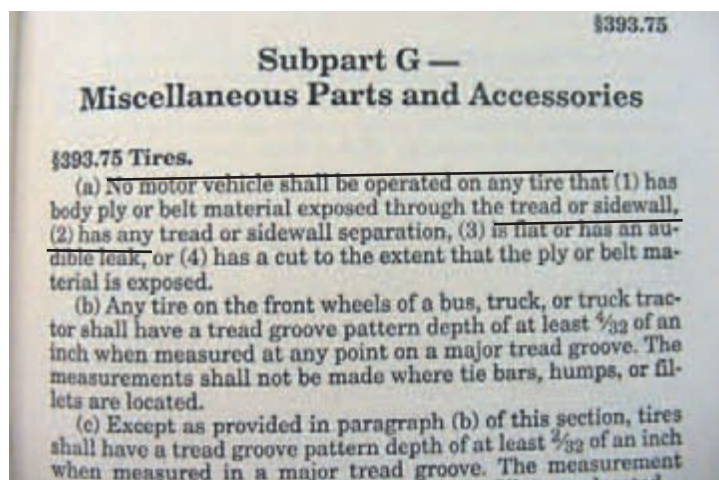 §393.75
Subpart G —
Miscellaneous Parts and Accessories
§393.75 Tires.
(a) No motor vehicle shall be operated on any tire that (1) has
body ply or belt material exposed through the tread or sidewall,
(2) has any tread or sidewall separation, (3) is flat or has an au-
dible leak, or (4) has a cut to the extent that the ply or belt ma-
terial is exposed.
(b) Any tire on the front wheels of a bus, truck, or truck trac-
tor shall have a tread groove pattern depth of at least 4/32 of an
inch when measured at any point on a major tread groove. The
measurements shall not be made where tie bars, humps, or fil-
lets are located.
(c) Except as provided in paragraph (b) of this section, tires
shall have a tread groove pattern depth of at least 2/32 of an inch
when measured in a major tread groove. The measurement